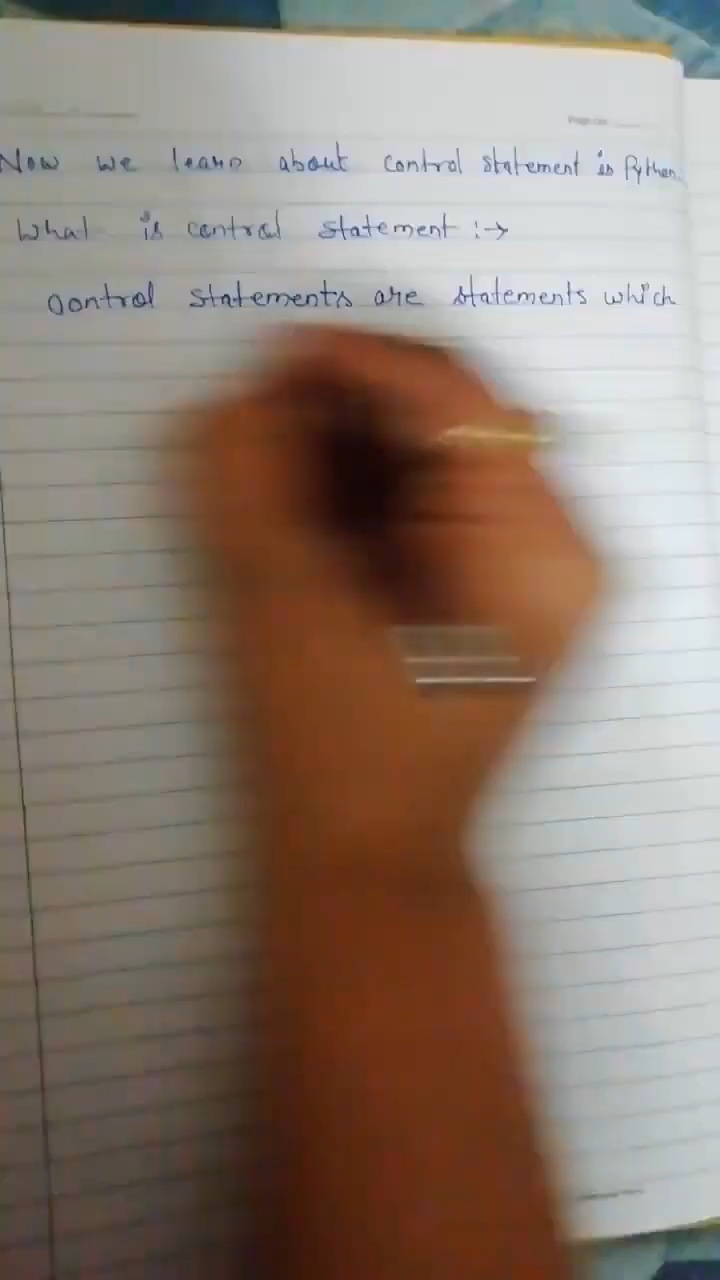 Now we learn about control statement in Python.
What is control statement :→
control statements are statements which